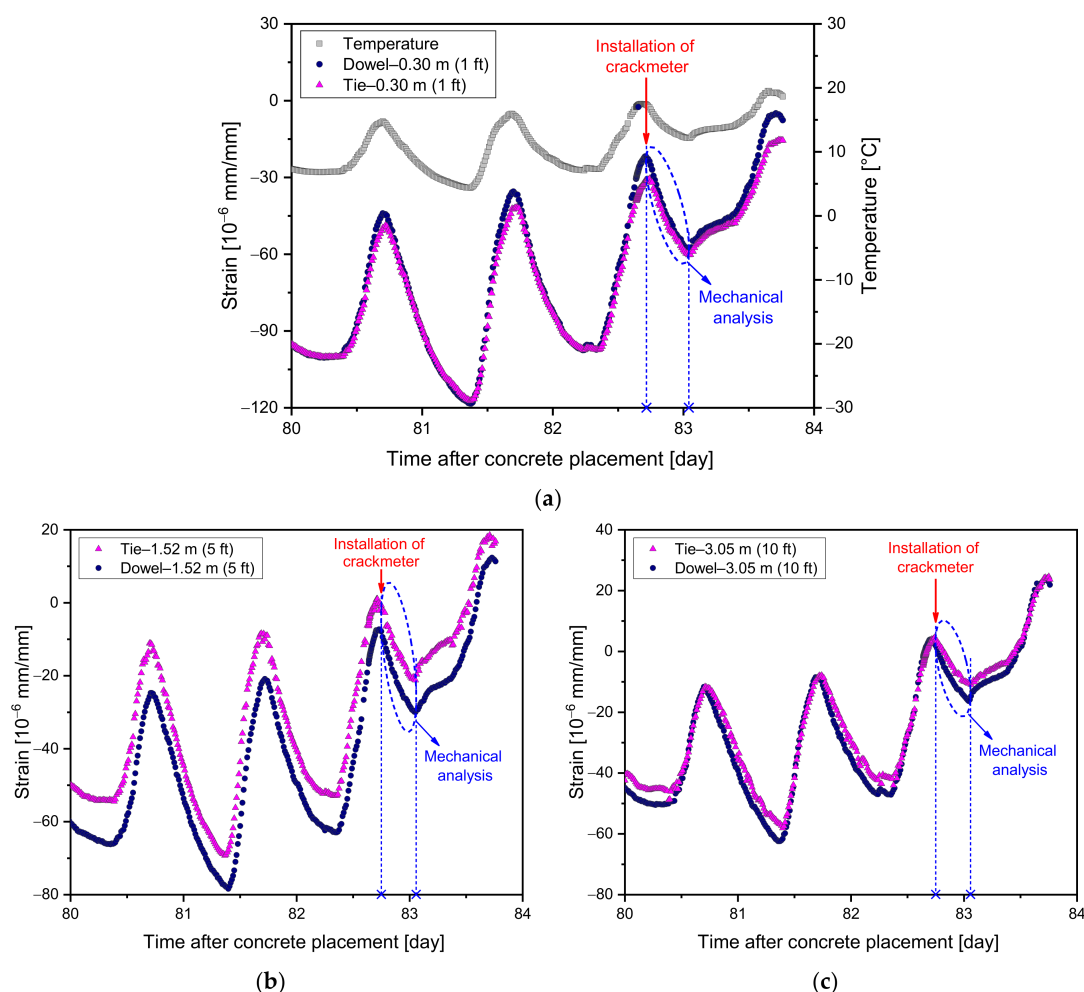 30
0
−30
−60
−90
−120
Strain [10⁻⁶ mm/mm]
Temperature
Dowel–0.30 m (1 ft)
Tie–0.30 m (1 ft)
Installation of
crackmeter
Mechanical
analysis
30
20
10
0
−10
−20
−30
Temperature [°C]
80
81
82
83
84
Time after concrete placement [day]
(a)
20
0
−20
−40
−60
−80
Strain [10⁻⁶ mm/mm]
Tie–1.52 m (5 ft)
Dowel–1.52 m (5 ft)
Installation of
crackmeter
Mechanical
analysis
80
81
82
83
84
Time after concrete placement [day]
(b)
40
20
0
−20
−40
−60
−80
Strain [10⁻⁶ mm/mm]
Tie–3.05 m (10 ft)
Dowel–3.05 m (10 ft)
Installation of
crackmeter
Mechanical
analysis
80
81
82
83
84
Time after concrete placement [day]
(c)